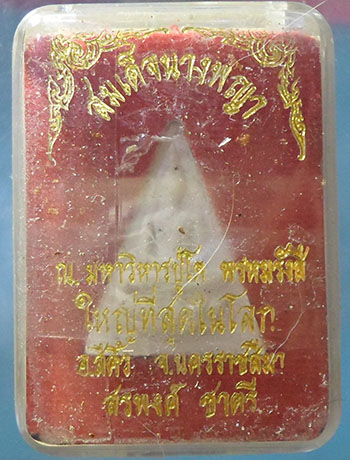 สมเด็จนางพญา
ณ. มหาวิหารปู่โต พรหมรังสี
ใหญ่ที่สุดในโลก
อ.สีคิ้ว จ.นครราชสีมา
สรพงศ์ ชาตรี